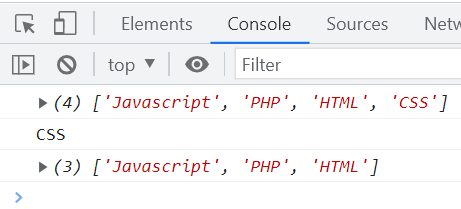 Elements Console Sources Netw
top Filter
(4) ['Javascript', 'PHP', 'HTML', 'CSS']
CSS
(3) ['Javascript', 'PHP', 'HTML']